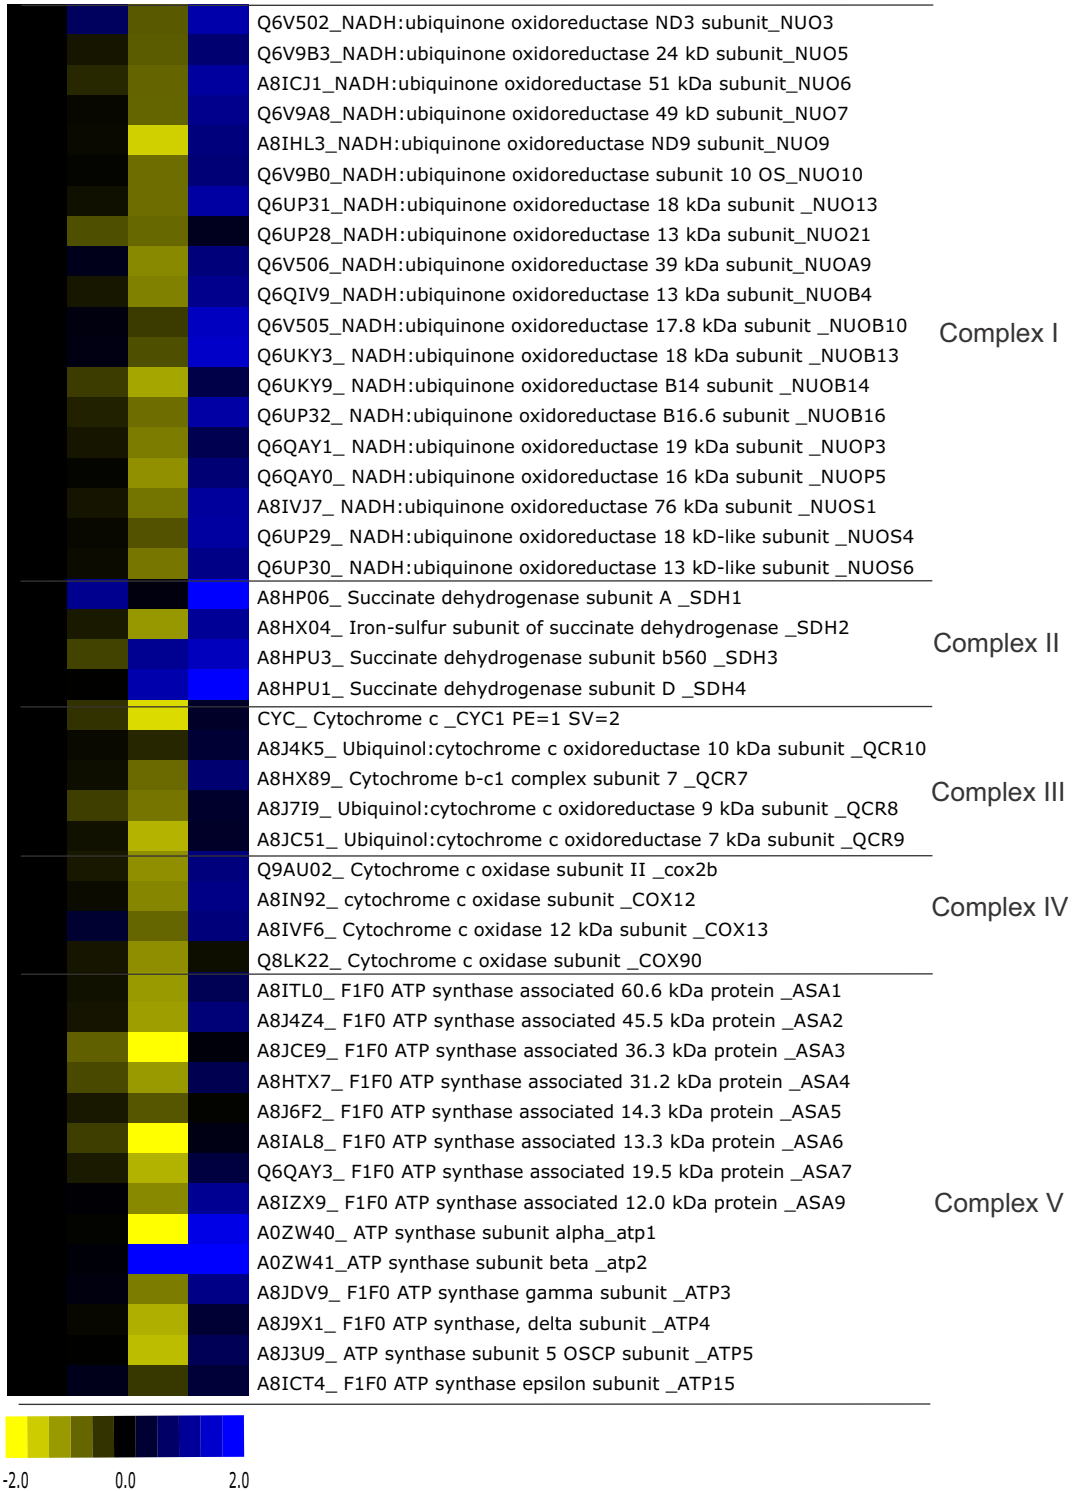 Q6V502_NADH:ubiquinone oxidoreductase ND3 subunit_NUO3
Q6V9B3_NADH:ubiquinone oxidoreductase 24 kD subunit_NUO5
A8ICJ1_NADH:ubiquinone oxidoreductase 51 kDa subunit_NUO6
Q6V9A8_NADH:ubiquinone oxidoreductase 49 kD subunit_NUO7
A8IHL3_NADH:ubiquinone oxidoreductase ND9 subunit_NUO9
Q6V9B0_NADH:ubiquinone oxidoreductase subunit 10 OS_NUO10
Q6UP31_NADH:ubiquinone oxidoreductase 18 kDa subunit _NUO13
Q6UP28_NADH:ubiquinone oxidoreductase 13 kDa subunit_NUO21
Q6V506_NADH:ubiquinone oxidoreductase 39 kDa subunit_NUOA9
Q6QIV9_NADH:ubiquinone oxidoreductase 13 kDa subunit_NUOB4
Q6V505_NADH:ubiquinone oxidoreductase 17.8 kDa subunit _NUOB10
Complex I
Q6UKY3_ NADH:ubiquinone oxidoreductase 18 kDa subunit _NUOB13
Q6UKY9_ NADH:ubiquinone oxidoreductase B14 subunit _NUOB14
Q6UP32_ NADH:ubiquinone oxidoreductase B16.6 subunit _NUOB16
Q6QAY1_ NADH:ubiquinone oxidoreductase 19 kDa subunit _NUOP3
Q6QAY0_ NADH:ubiquinone oxidoreductase 16 kDa subunit _NUOP5
A8IVJ7_ NADH:ubiquinone oxidoreductase 76 kDa subunit _NUOS1
Q6UP29_ NADH:ubiquinone oxidoreductase 18 kD-like subunit _NUOS4
Q6UP30_ NADH:ubiquinone oxidoreductase 13 kD-like subunit _NUOS6
A8HP06_ Succinate dehydrogenase subunit A _SDH1
A8HX04_ Iron-sulfur subunit of succinate dehydrogenase _SDH2
Complex II
A8HPU3_ Succinate dehydrogenase subunit b560 _SDH3
A8HPU1_ Succinate dehydrogenase subunit D _SDH4
CYC_ Cytochrome c _CYC1 PE=1 SV=2
A8J4K5_ Ubiquinol:cytochrome c oxidoreductase 10 kDa subunit _QCR10
A8HX89_ Cytochrome b-c1 complex subunit 7 _QCR7
Complex III
A8J7I9_ Ubiquinol:cytochrome c oxidoreductase 9 kDa subunit _QCR8
A8JC51_ Ubiquinol:cytochrome c oxidoreductase 7 kDa subunit _QCR9
Q9AU02_ Cytochrome c oxidase subunit II _cox2b
A8IN92_ cytochrome c oxidase subunit _COX12
Complex IV
A8IVF6_ Cytochrome c oxidase 12 kDa subunit _COX13
Q8LK22_ Cytochrome c oxidase subunit _COX90
A8ITL0_ F1F0 ATP synthase associated 60.6 kDa protein _ASA1
A8J4Z4_ F1F0 ATP synthase associated 45.5 kDa protein _ASA2
A8JCE9_ F1F0 ATP synthase associated 36.3 kDa protein _ASA3
A8HTX7_ F1F0 ATP synthase associated 31.2 kDa protein _ASA4
A8J6F2_ F1F0 ATP synthase associated 14.3 kDa protein _ASA5
A8IAL8_ F1F0 ATP synthase associated 13.3 kDa protein _ASA6
Q6QAY3_ F1F0 ATP synthase associated 19.5 kDa protein _ASA7
A8IZX9_ F1F0 ATP synthase associated 12.0 kDa protein _ASA9
Complex V
A0ZW40_ ATP synthase subunit alpha_atp1
A0ZW41_ATP synthase subunit beta _atp2
A8JDV9_ F1F0 ATP synthase gamma subunit _ATP3
A8J9X1_ F1F0 ATP synthase, delta subunit _ATP4
A8J3U9_ ATP synthase subunit 5 OSCP subunit _ATP5
A8ICT4_ F1F0 ATP synthase epsilon subunit _ATP15
-2.0 0.0 2.0